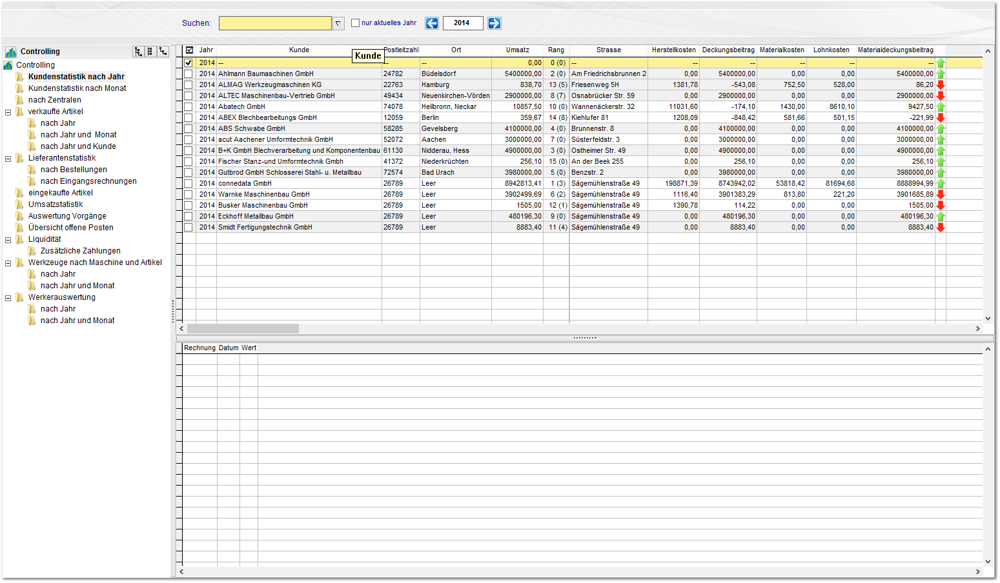 Suchen: nur aktuelles Jahr 2014
Controlling
Controlling
Kundenstatistik nach Jahr
Kundenstatistik nach Monat
nach Zentralen
verkaufte Artikel
nach Jahr
nach Jahr und  Monat
nach Jahr und Kunde
Lieferantenstatistik
nach Bestellungen
nach Eingangsrechnungen
eingekaufte Artikel
Umsatzstatistik
Auswertung Vorgänge
Übersicht offene Posten
Liquidität
Zusätzliche Zahlungen
Werkzeuge nach Maschine und Artikel
nach Jahr
nach Jahr und Monat
Werkerauswertung
nach Jahr
nach Jahr und Monat
Jahr Kunde Postleitzahl Ort Umsatz Rang Strasse Herstellkosten Deckungsbeitrag Materialkosten Lohnkosten Materialdeckungsbeitrag
Kunde
2014 -- -- -- 0,00 0 (0) -- -- -- -- -- --
2014 Ahlmann Baumaschinen GmbH 24782 Büdelsdorf 5400000,00 2 (0) Am Friedrichsbrunnen 2 0,00 5400000,00 0,00 0,00 5400000,00
2014 ALMAG Werkzeugmaschinen KG 22763 Hamburg 838,70 13 (5) Friesenweg 5H 1381,78 -543,08 752,50 528,00 86,20
2014 ALTEC Maschinenbau-Vertrieb GmbH 49434 Neuenkirchen-Vörden 2900000,00 8 (7) Osnabrücker Str. 59 0,00 2900000,00 0,00 0,00 2900000,00
2014 Abatech GmbH 74078 Heilbronn, Neckar 10857,50 10 (0) Wannenäckerstr. 32 11031,60 -174,10 1430,00 8610,10 9427,50
2014 ABEX Blechbearbeitungs GmbH 12059 Berlin 359,67 14 (8) Kiehlufer 81 1208,09 -848,42 581,66 501,15 -221,99
2014 ABS Schwabe GmbH 58285 Gevelsberg 4100000,00 4 (0) Brunnenstr. 8 0,00 4100000,00 0,00 0,00 4100000,00
2014 acut Aachener Umformtechnik GmbH 52072 Aachen 3000000,00 7 (0) Süsterfeldstr. 3 0,00 3000000,00 0,00 0,00 3000000,00
2014 B+K GmbH Blechverarbeitung und Komponentenbau 61130 Nidderau, Hess 4900000,00 3 (0) Ostheimer Str. 49 0,00 4900000,00 0,00 0,00 4900000,00
2014 Fischer Stanz-und Umformtechnik Gmbh 41372 Niederkrüchten 256,10 15 (0) An der Beek 255 0,00 256,10 0,00 0,00 256,10
2014 Gutbrod GmbH Schlosserei Stahl- u. Metallbau 72574 Bad Urach 3980000,00 5 (0) Benzstr. 2 0,00 3980000,00 0,00 0,00 3980000,00
2014 connedata GmbH 26789 Leer 8942813,41 1 (3) Sägemühlenstraße 49 198871,39 8743942,02 53818,42 81694,68 8888994,99
2014 Warnke Maschinenbau GmbH 26789 Leer 3902499,69 6 (2) Sägemühlenstraße 49 1116,40 3901383,29 813,80 221,20 3901685,89
2014 Busker Maschinenbau GmbH 26789 Leer 1505,00 12 (1) Sägemühlenstraße 49 1390,78 114,22 0,00 0,00 1505,00
2014 Eckhoff Metallbau GmbH 26789 Leer 480196,30 9 (0) Sägemühlenstraße 49 0,00 480196,30 0,00 0,00 480196,30
2014 Smidt Fertigungstechnik GmbH 26789 Leer 8883,40 11 (4) Sägemühlenstraße 49 0,00 8883,40 0,00 0,00 8883,40
Rechnung Datum Wert